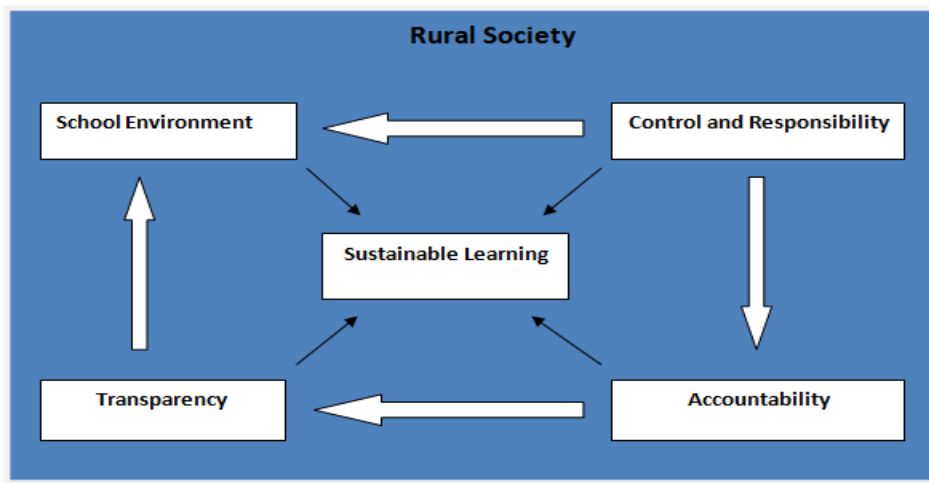 Rural Society
School Environment
Control and Responsibility
Sustainable Learning
Transparency
Accountability